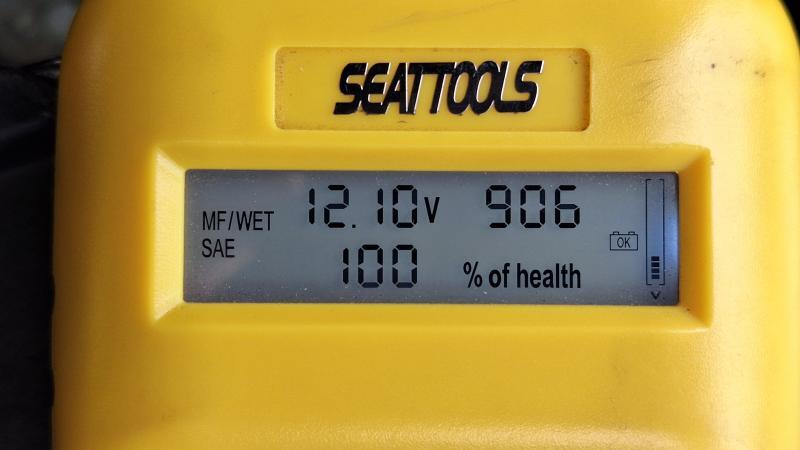 SEATTOOLS
MF/WET 12.10V 906
SAE 100 % of health
OK
V